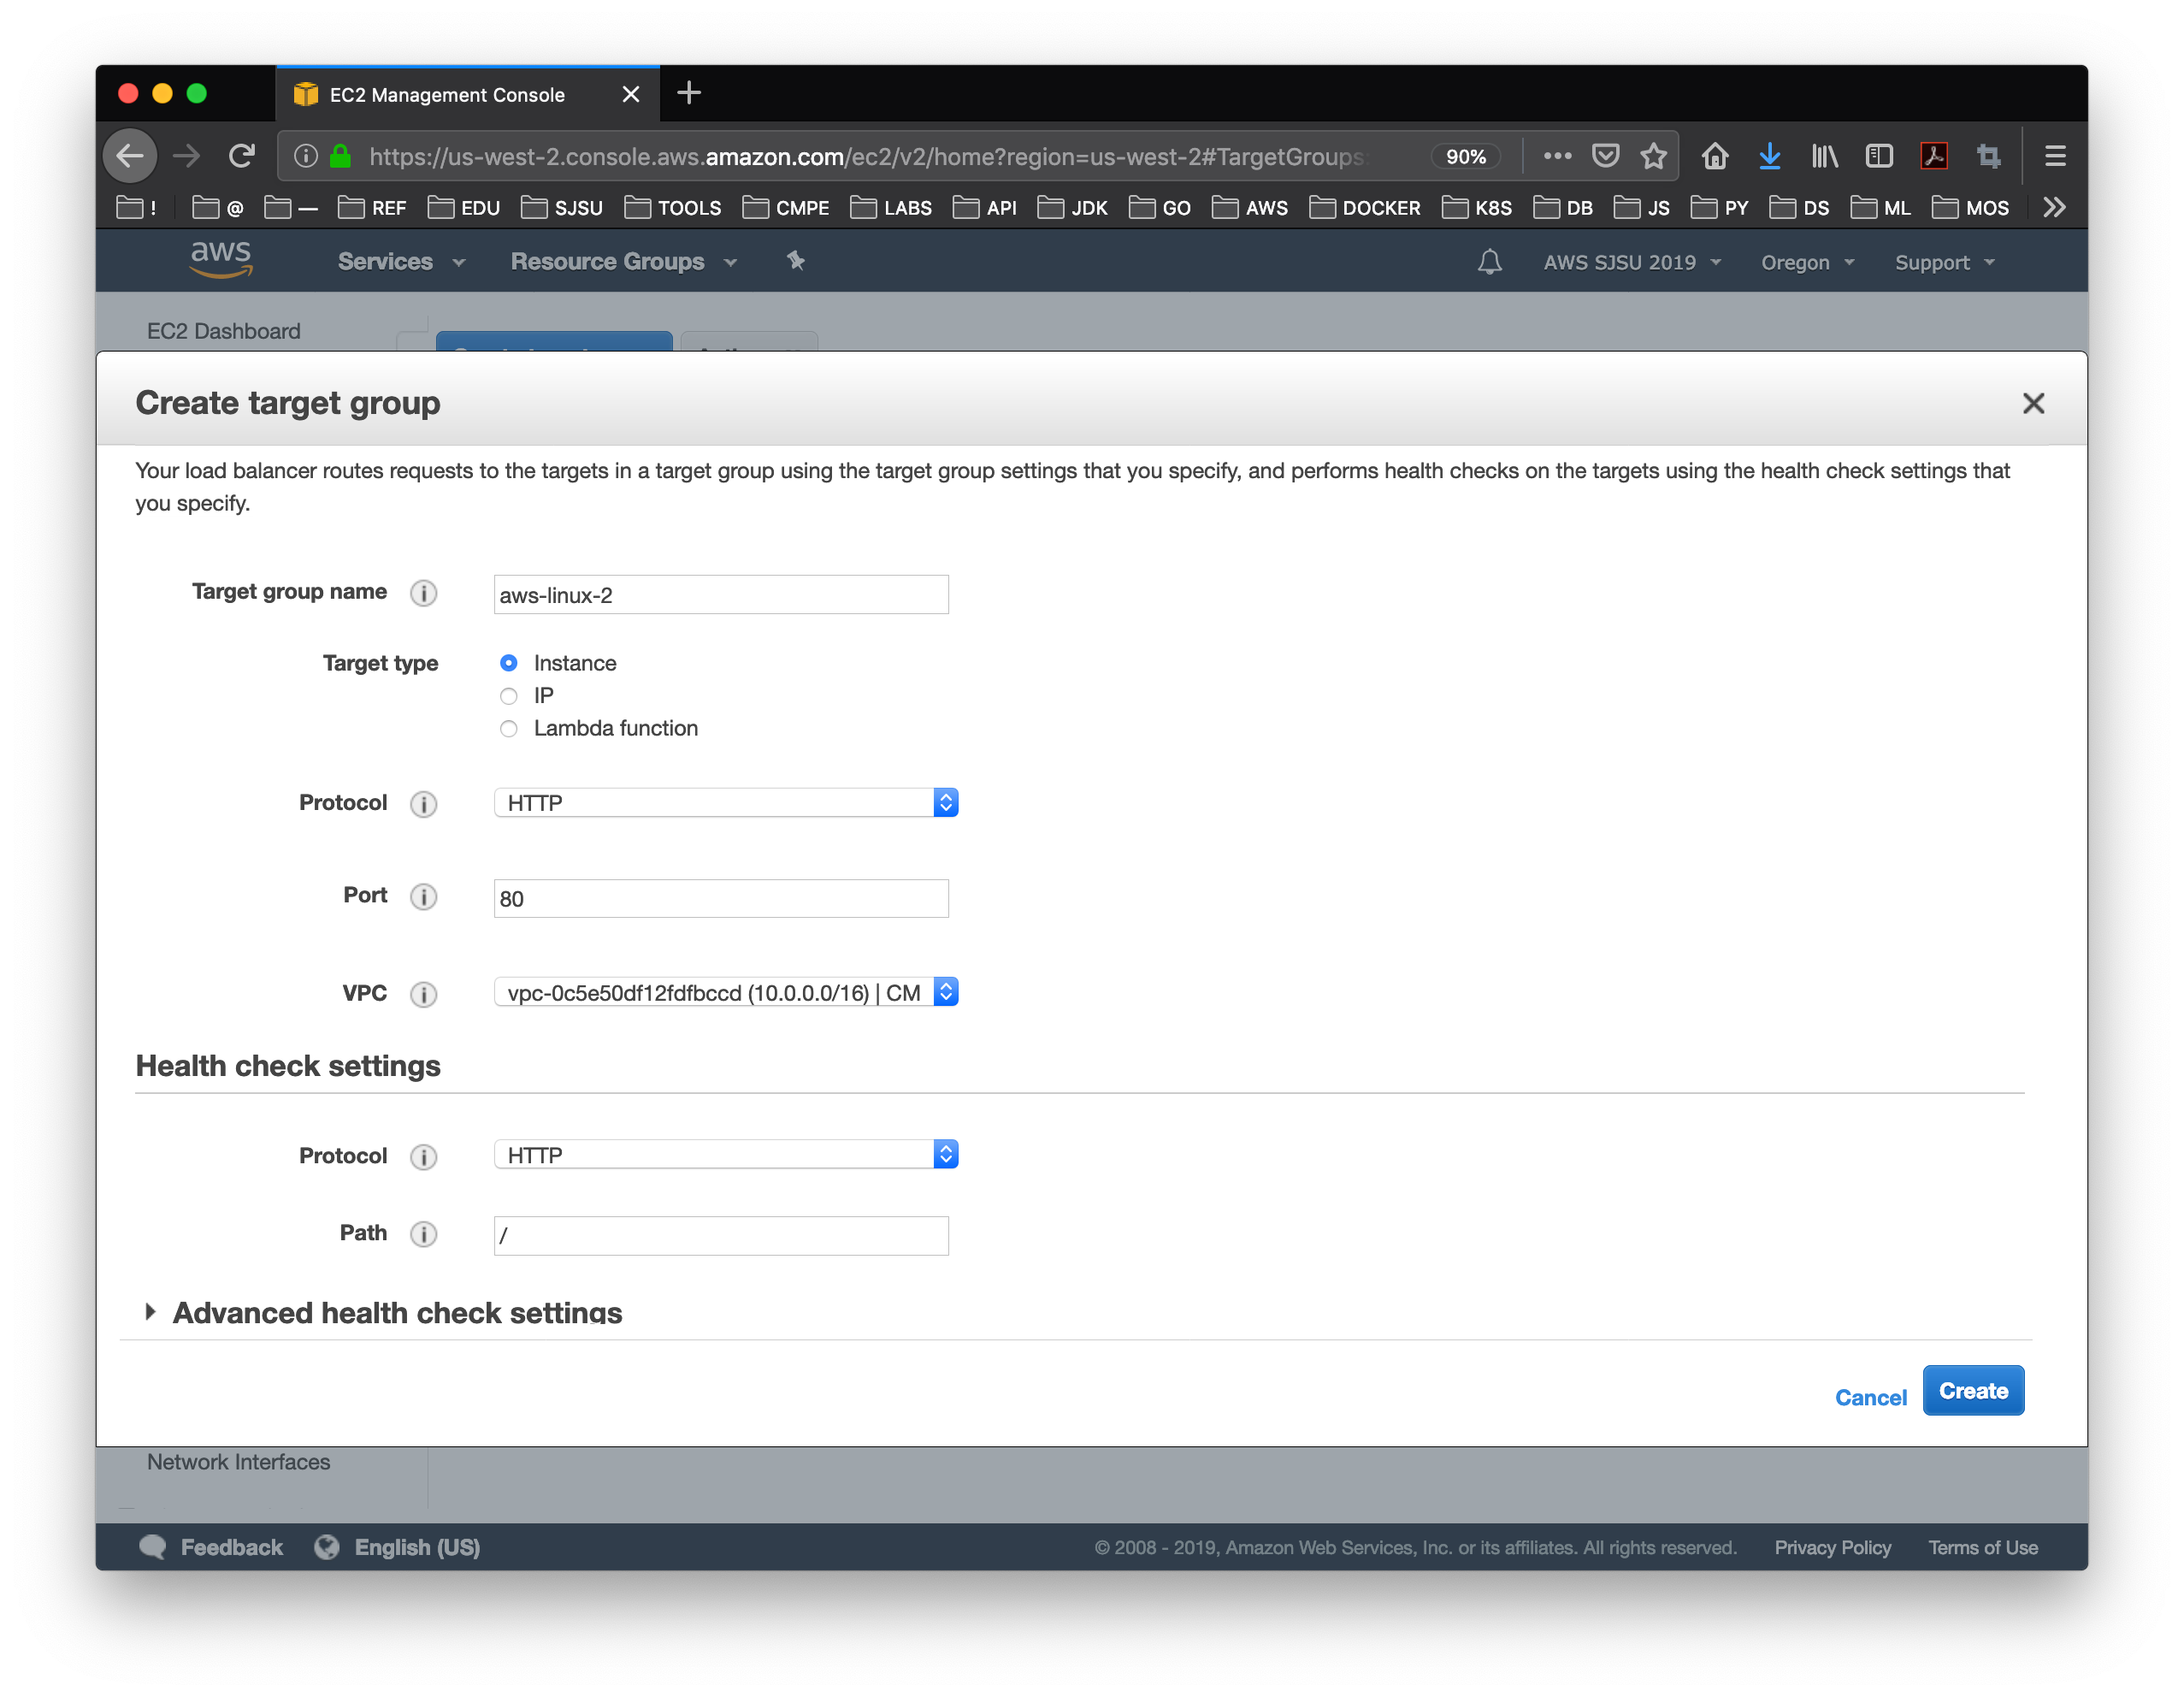 EC2 Management Console
https://us-west-2.console.aws.amazon.com/ec2/v2/home?region=us-west-2#TargetGroups: 90%
! @ — REF EDU SJSU TOOLS CMPE LABS API JDK GO AWS DOCKER K8S DB JS PY DS ML MOS
aws Services Resource Groups AWS SJSU 2019 Oregon Support
EC2 Dashboard
Create target group
Your load balancer routes requests to the targets in a target group using the target group settings that you specify, and performs health checks on the targets using the health check settings that
you specify.
Target group name aws-linux-2
Target type Instance
IP
Lambda function
Protocol HTTP
Port 80
VPC vpc-0c5e50df12fdfbccd (10.0.0.0/16) | CM
Health check settings
Protocol HTTP
Path /
Advanced health check settings
Cancel Create
Network Interfaces
Feedback English (US) © 2008 - 2019, Amazon Web Services, Inc. or its affiliates. All rights reserved. Privacy Policy Terms of Use